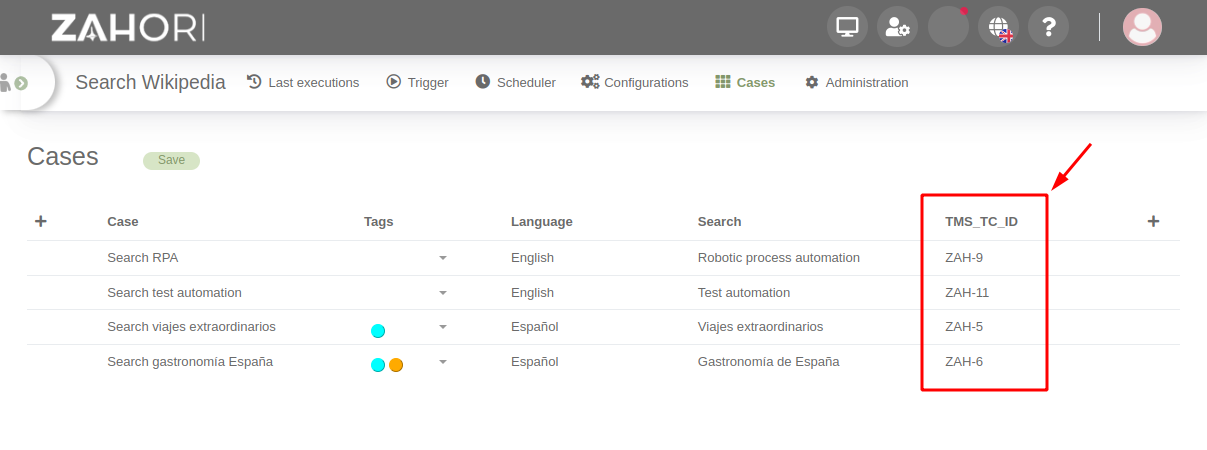 ZAHORI
?
Search Wikipedia Last executions Trigger Scheduler Configurations Cases Administration
Cases Save
+ Case Tags Language Search TMS_TC_ID +
Search RPA English Robotic process automation ZAH-9
Search test automation English Test automation ZAH-11
Search viajes extraordinarios Español Viajes extraordinarios ZAH-5
Search gastronomía España Español Gastronomía de España ZAH-6